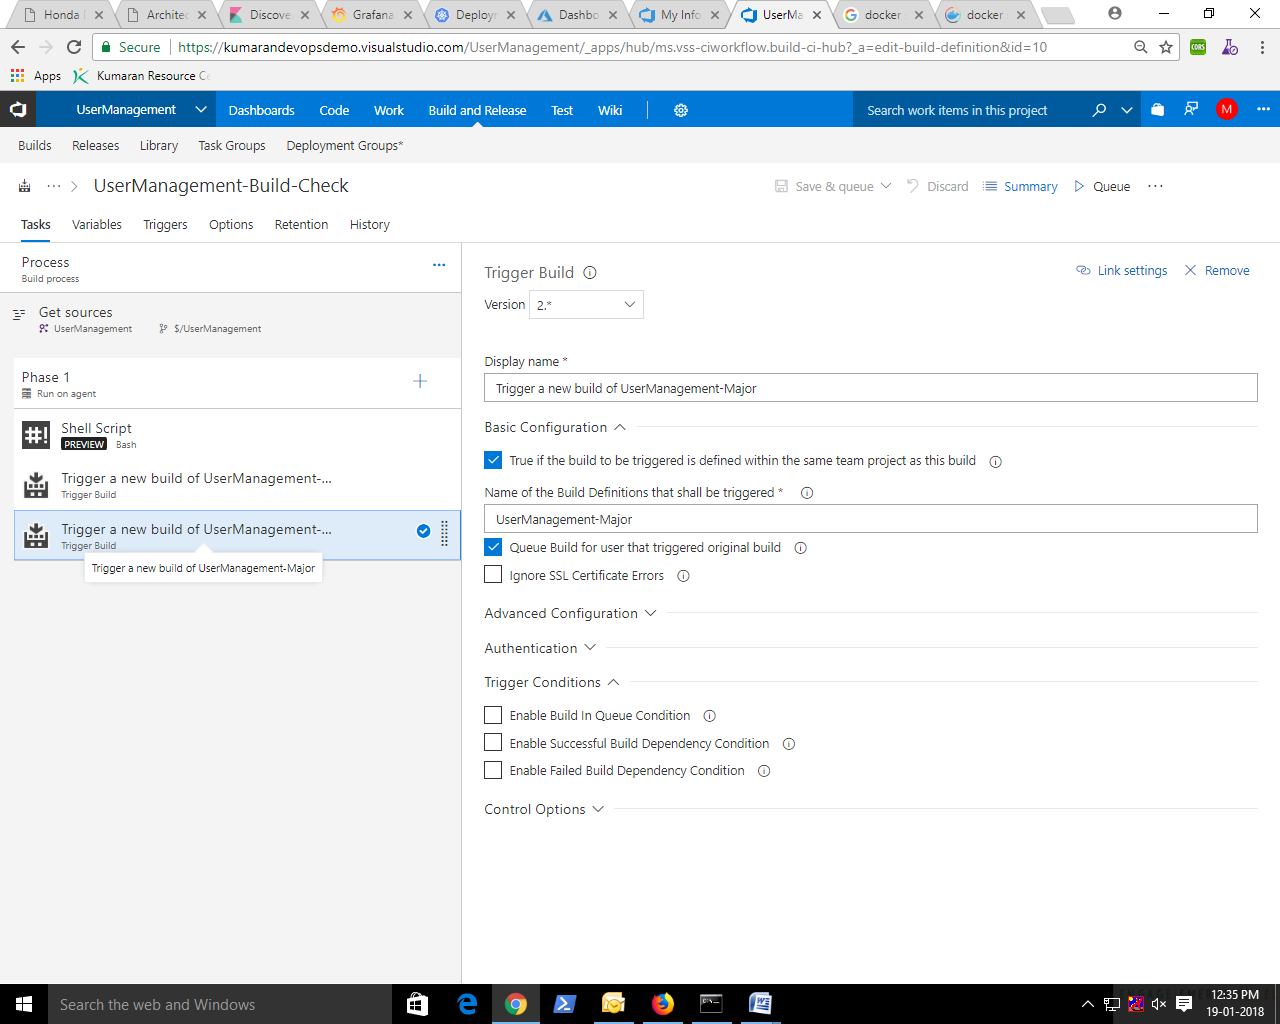 Honda
Architec
Discove
Grafana
Deployn
Dashbo
My Info
UserMa
docker
docker
Secure
https://kumarandevopsdemo.visualstudio.com/UserManagement/_apps/hub/ms.vss-ciworkflow.build-ci-hub?_a=edit-build-definition&id=10
CORS
Apps
Kumaran Resource Ce
UserManagement
Dashboards
Code
Work
Build and Release
Test
Wiki
Search work items in this project
M
Builds
Releases
Library
Task Groups
Deployment Groups*
UserManagement-Build-Check
Save & queue
Discard
Summary
Queue
Tasks
Variables
Triggers
Options
Retention
History
Process
Build process
Get sources
UserManagement
$/UserManagement
Phase 1
Run on agent
#!
Shell Script
PREVIEW Bash
Trigger a new build of UserManagement-...
Trigger Build
Trigger a new build of UserManagement-...
Trigger Build
Trigger a new build of UserManagement-Major
Trigger Build
Link settings
Remove
Version 2.*
Display name *
Trigger a new build of UserManagement-Major
Basic Configuration
True if the build to be triggered is defined within the same team project as this build
Name of the Build Definitions that shall be triggered *
UserManagement-Major
Queue Build for user that triggered original build
Ignore SSL Certificate Errors
Advanced Configuration
Authentication
Trigger Conditions
Enable Build In Queue Condition
Enable Successful Build Dependency Condition
Enable Failed Build Dependency Condition
Control Options
Search the web and Windows
12:35 PM
19-01-2018